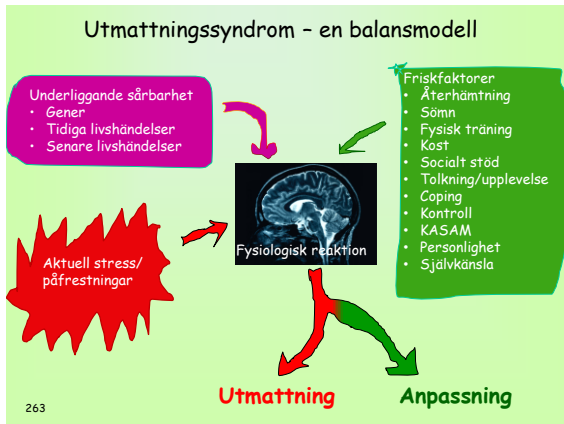 Utmattningssyndrom – en balansmodell
Underliggande sårbarhet
• Gener
• Tidiga livshändelser
• Senare livshändelser
Friskfaktorer
• Återhämtning
• Sömn
• Fysisk träning
• Kost
• Socialt stöd
• Tolkning/upplevelse
• Coping
• Kontroll
• KASAM
• Personlighet
• Självkänsla
Fysiologisk reaktion
Aktuell stress/
påfrestningar
Utmattning
Anpassning
263